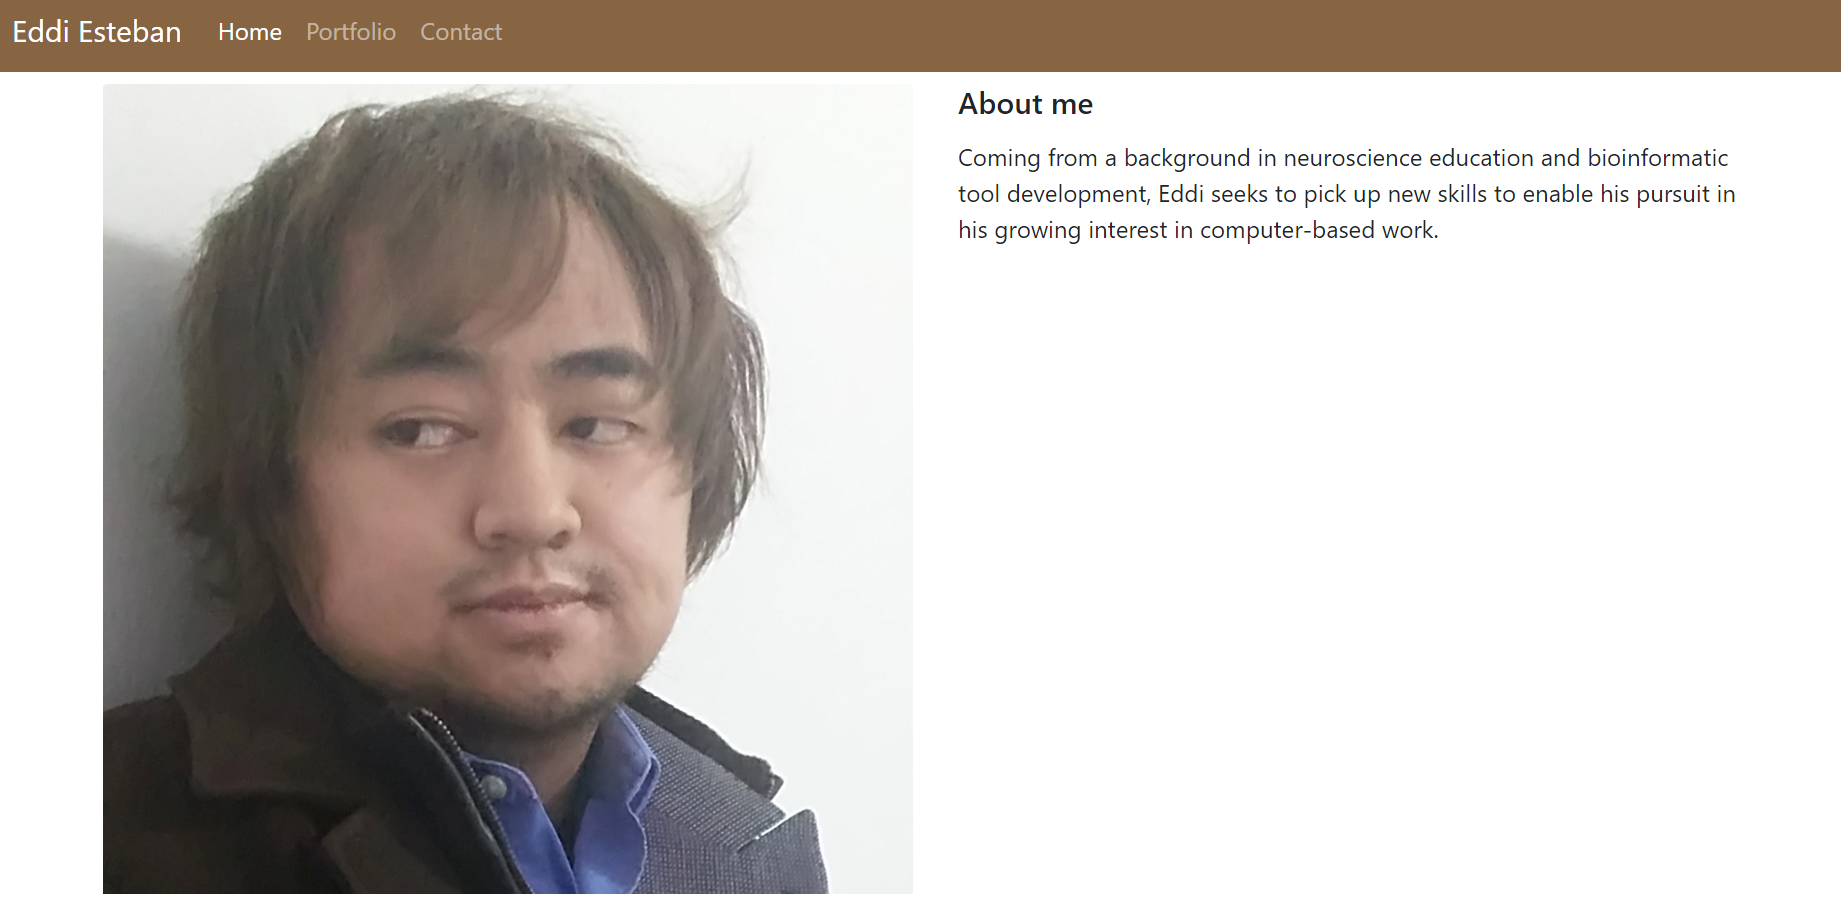 Eddi Esteban Home Portfolio Contact
About me
Coming from a background in neuroscience education and bioinformatic
tool development, Eddi seeks to pick up new skills to enable his pursuit in
his growing interest in computer-based work.